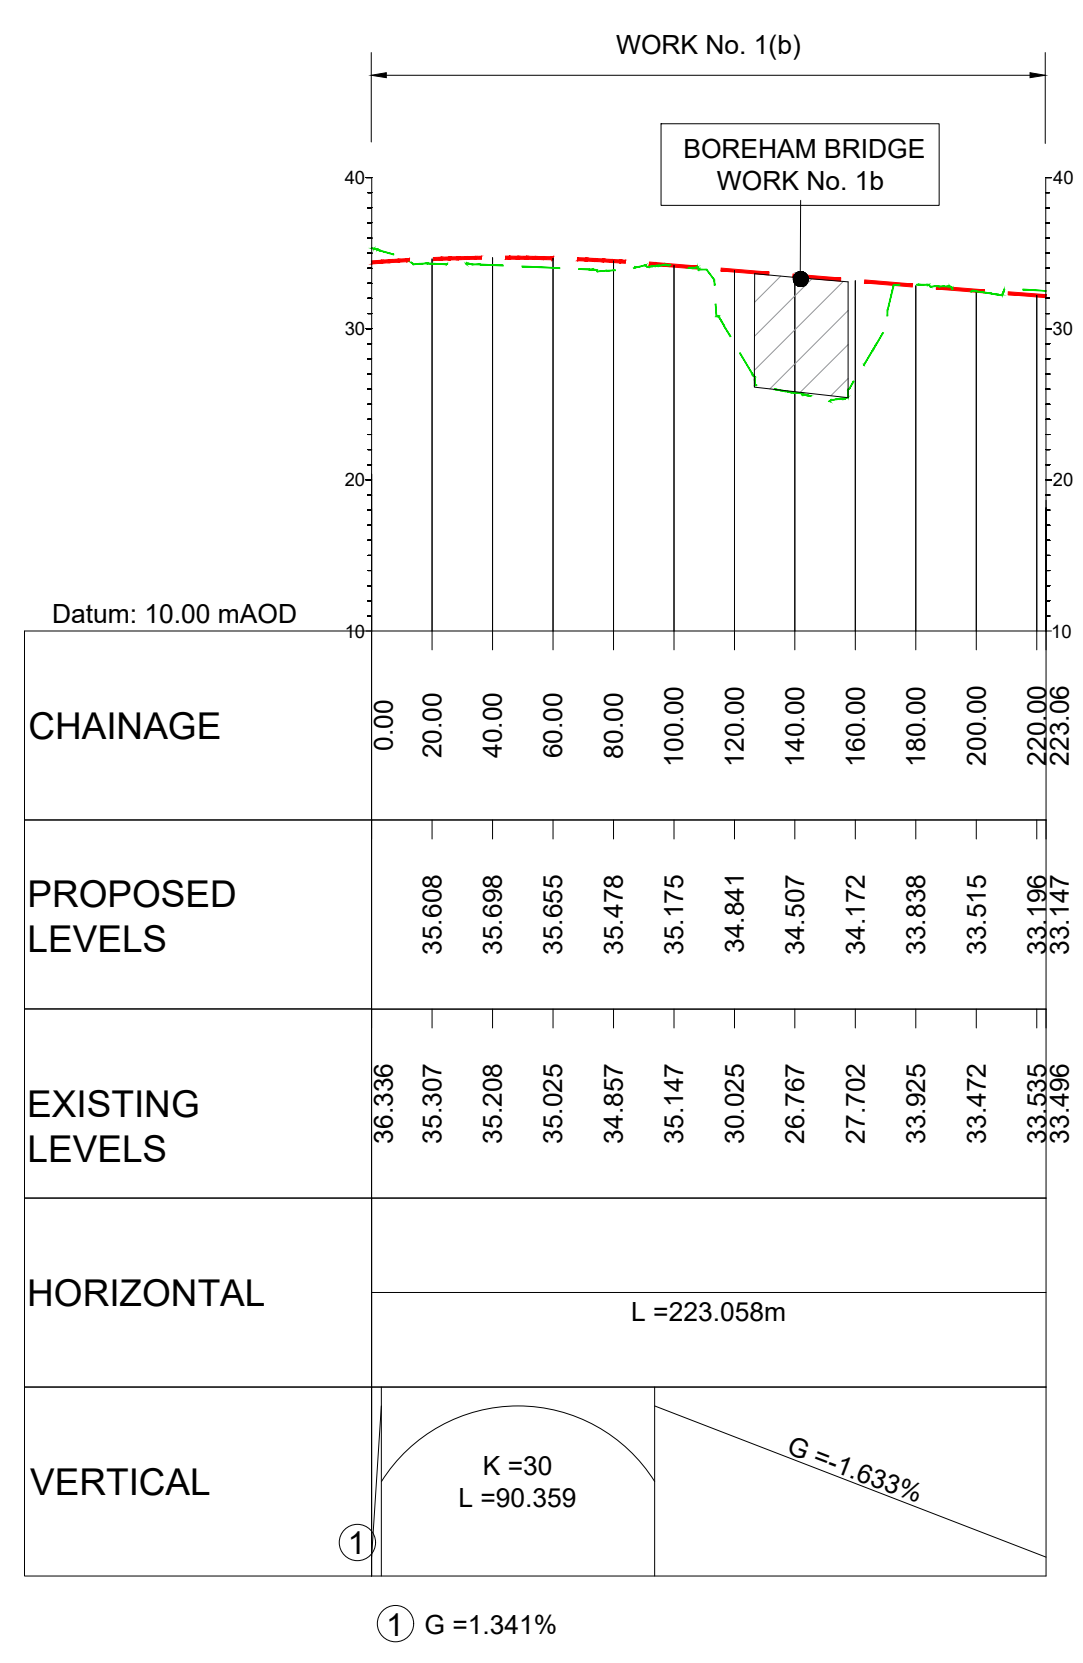 WORK No. 1(b)
BOREHAM BRIDGE
WORK No. 1b
40 40
30 30
20 20
Datum: 10.00 mAOD
10 10
CHAINAGE 0.00 20.00 40.00 60.00 80.00 100.00 120.00 140.00 160.00 180.00 200.00 220.00 223.06
PROPOSED
LEVELS 35.608 35.698 35.655 35.478 35.175 34.841 34.507 34.172 33.838 33.515 33.196 33.147
EXISTING
LEVELS 36.336 35.307 35.208 35.025 34.857 35.147 30.025 26.767 27.702 33.925 33.472 33.535 33.496
HORIZONTAL
L =223.058m
VERTICAL
K =30
L =90.359
G =-1.633%
1
1 G =1.341%